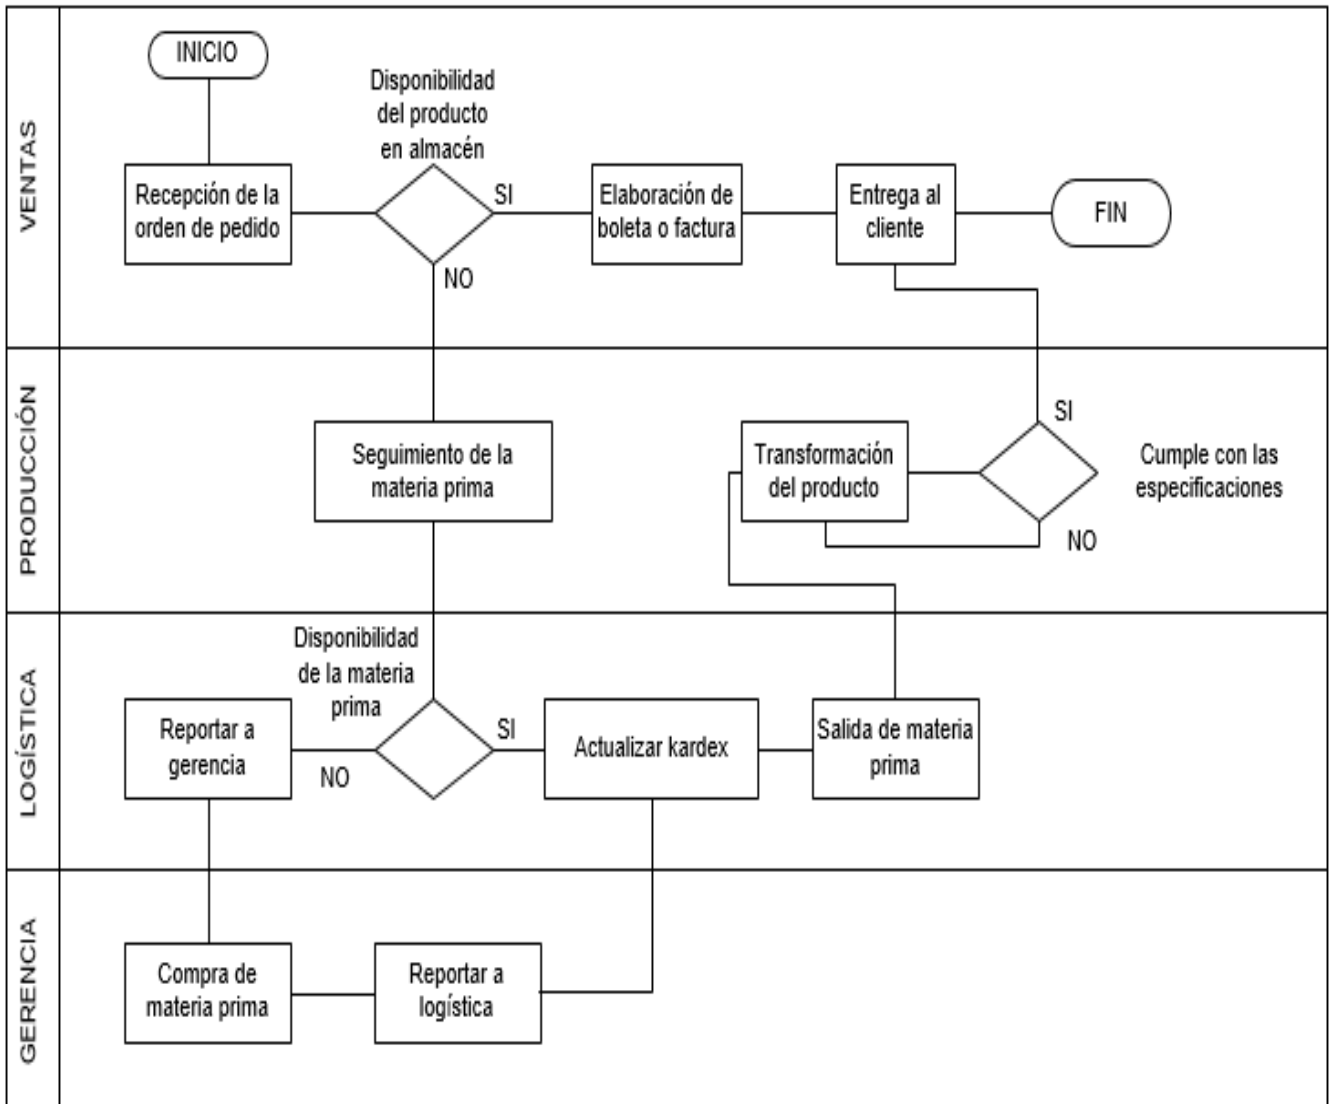 VENTAS
INICIO
Disponibilidad
del producto
en almacén
Recepción de la
orden de pedido
SI
NO
Elaboración de
boleta o factura
Entrega al
cliente
FIN
PRODUCCIÓN
Seguimiento de la
materia prima
Transformación
del producto
SI
NO
Cumple con las
especificaciones
LOGÍSTICA
Disponibilidad
de la materia
prima
Reportar a
gerencia
NO
SI
Actualizar kardex
Salida de materia
prima
GERENCIA
Compra de
materia prima
Reportar a
logística